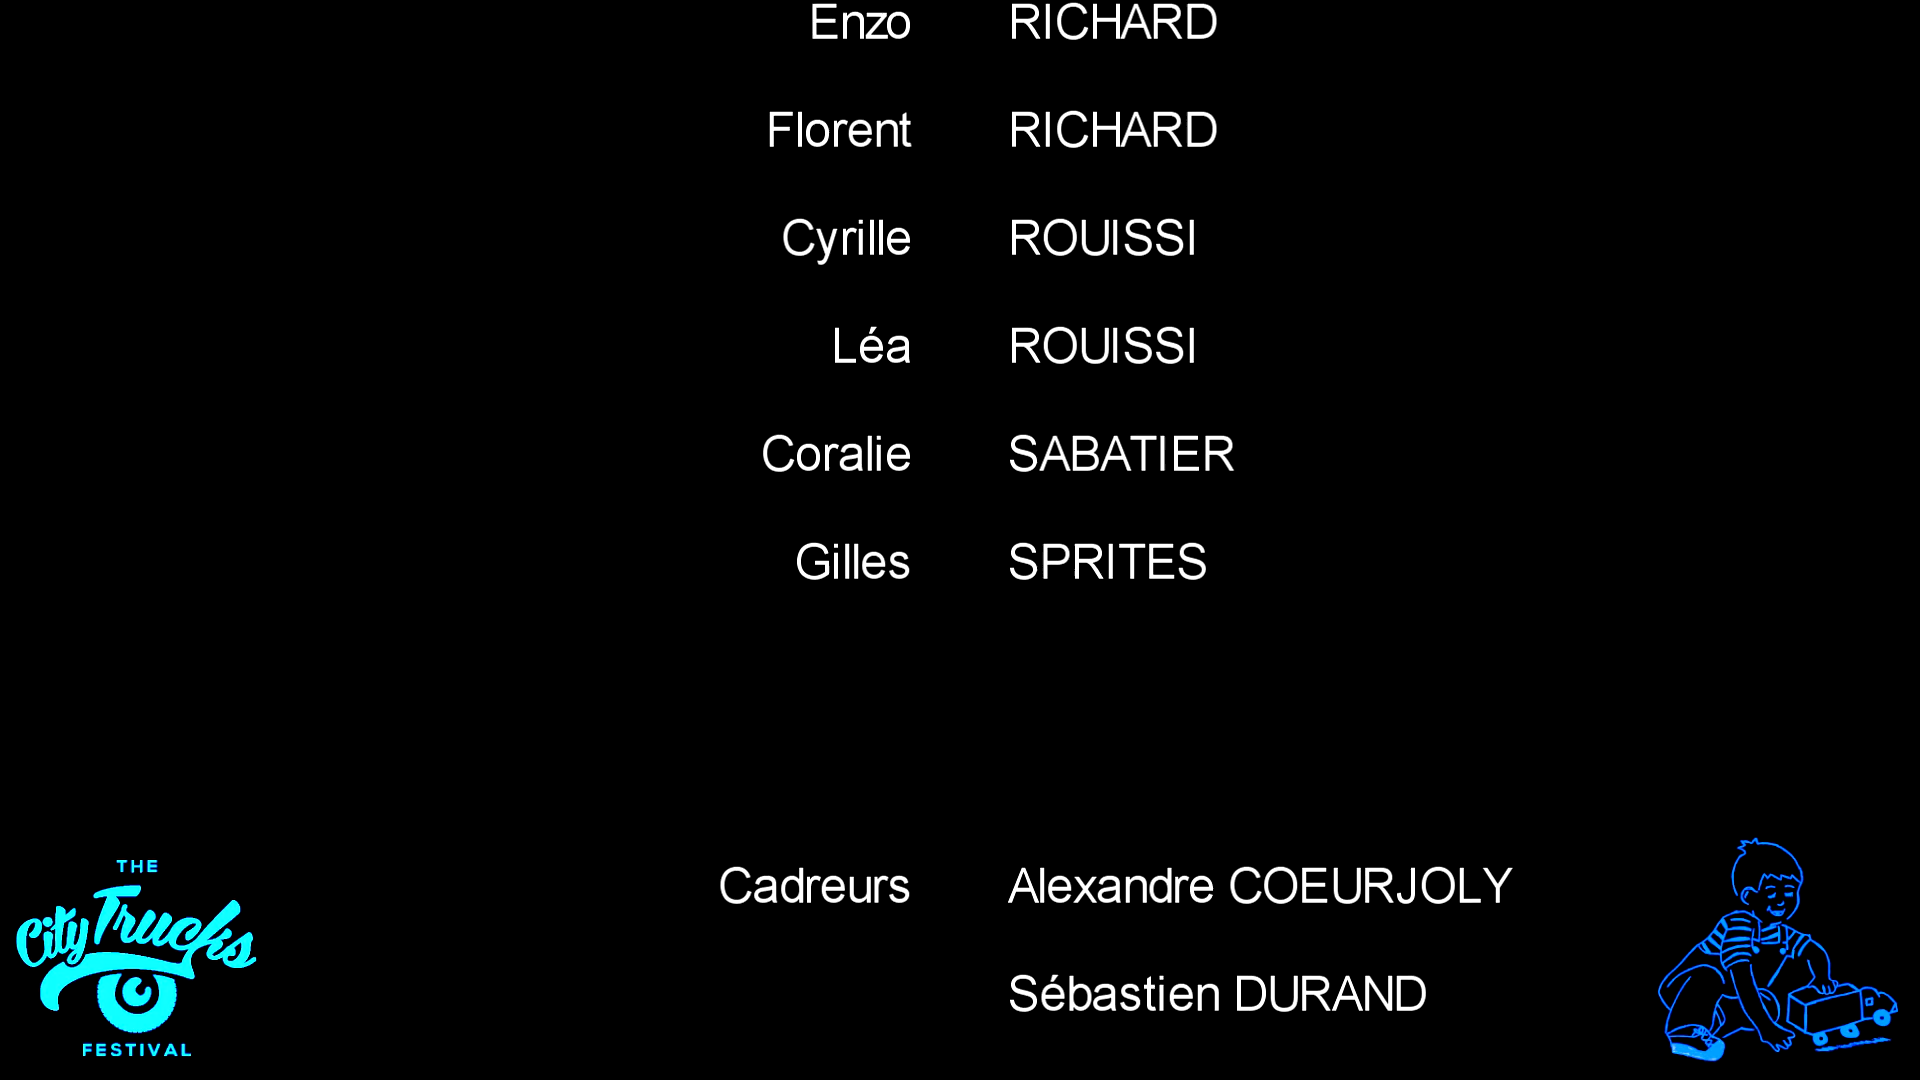 Enzo RICHARD
Florent RICHARD
Cyrille ROUISSI
Léa ROUISSI
Coralie SABATIER
Gilles SPRITES
Cadreurs Alexandre COEURJOLY
Sébastien DURAND
THE
City Trucks
FESTIVAL